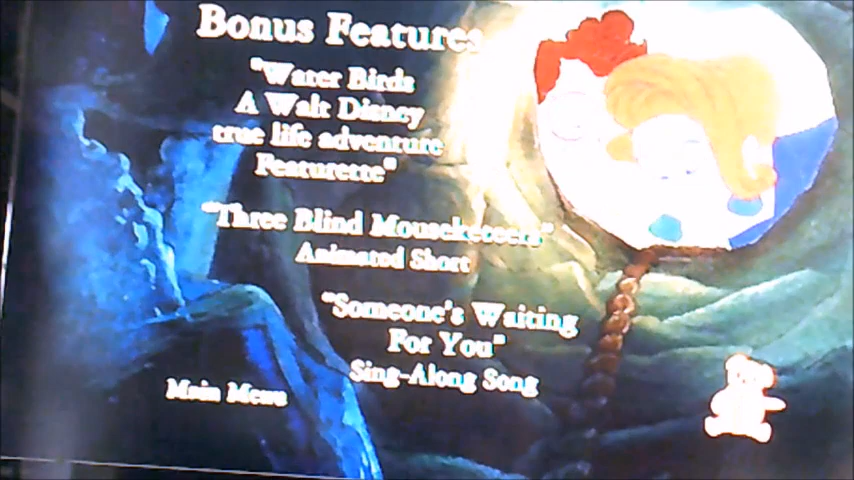 Bonus Features
"Water Birds
A Walt Disney
true life adventure
Featurette"
"Three Blind Mouseketeers"
Animated Short
"Someone's Waiting
For You"
Sing-Along Song
Main Menu